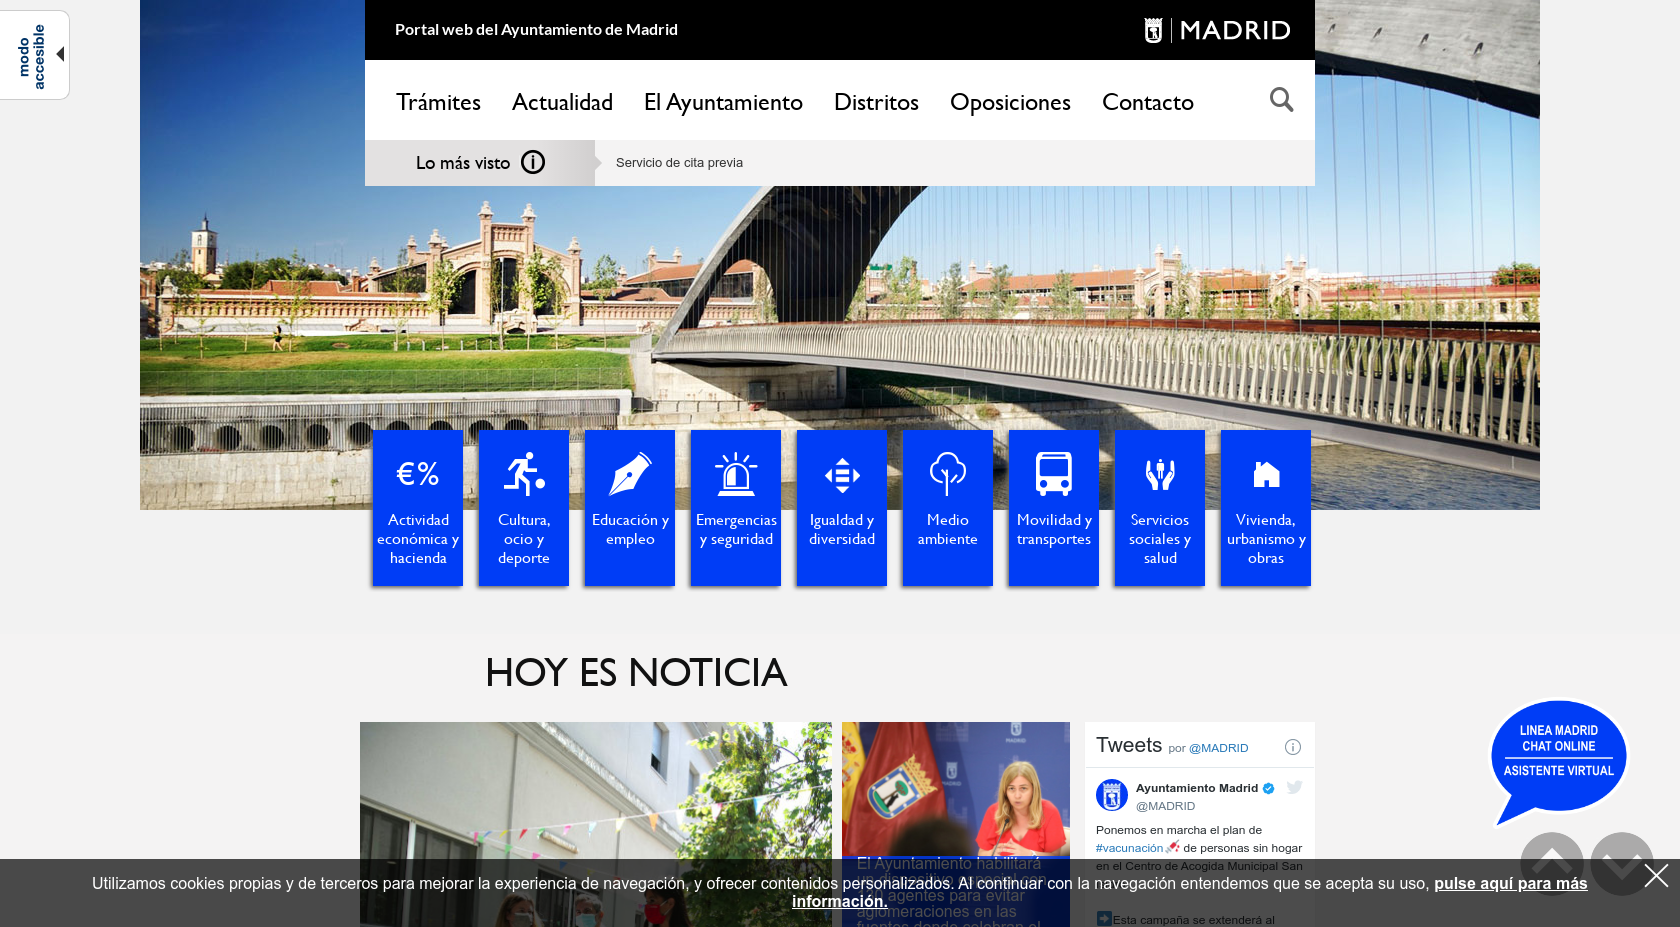 modo
accesible
Portal web del Ayuntamiento de Madrid
MADRID
Trámites Actualidad El Ayuntamiento Distritos Oposiciones Contacto
Lo más visto Servicio de cita previa
€%
Actividad
económica y
hacienda
Cultura,
ocio y
deporte
Educación y
empleo
Emergencias
y seguridad
Igualdad y
diversidad
Medio
ambiente
Movilidad y
transportes
Servicios
sociales y
salud
Vivienda,
urbanismo y
obras
HOY ES NOTICIA
LINEA MADRID
CHAT ONLINE
ASISTENTE VIRTUAL
Tweets por @MADRID
Ayuntamiento Madrid
@MADRID
Ponemos en marcha el plan de
#vacunación de personas sin hogar
en el Centro de Acogida Municipal San
Esta campaña se extenderá al
El Ayuntamiento habilitará
un dispositivo especial con
agentes para evitar
aglomeraciones en las
Utilizamos cookies propias y de terceros para mejorar la experiencia de navegación, y ofrecer contenidos personalizados. Al continuar con la navegación entendemos que se acepta su uso, pulse aquí para más
información.